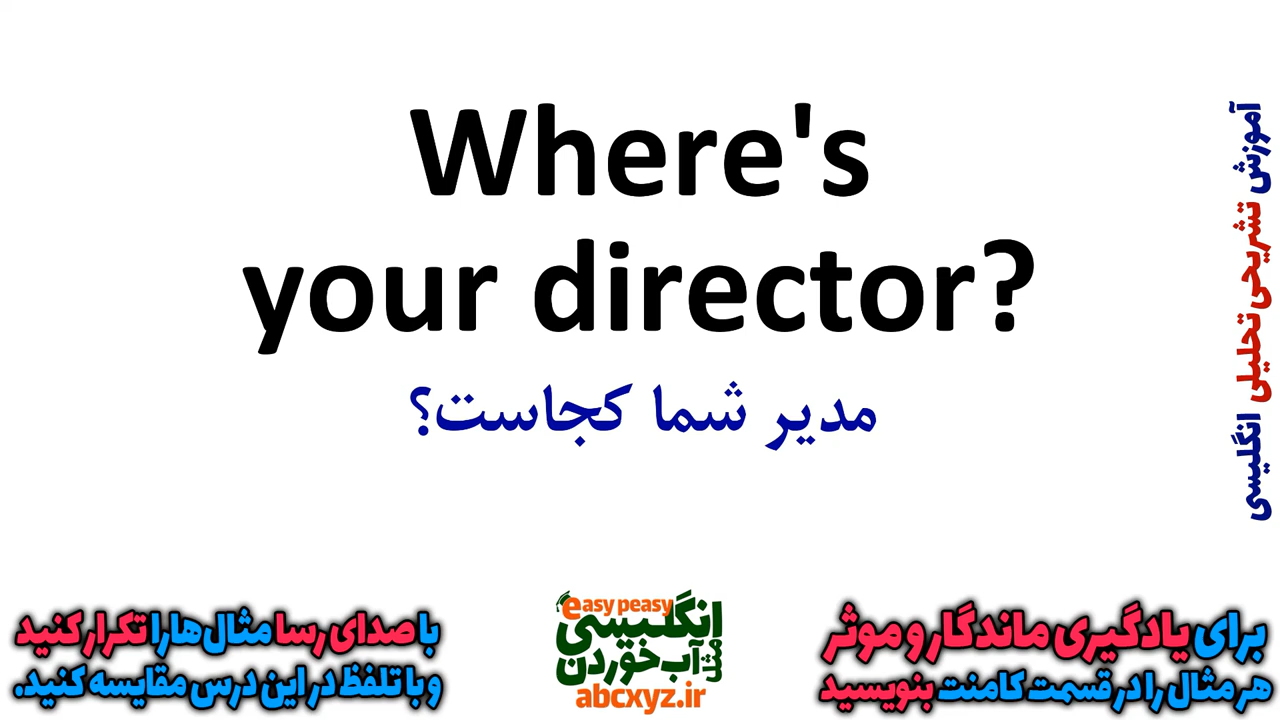 Where's
your director?
مدیر شما کجاست؟
آموزش تشریحی تحلیلی انگلیسی
برای یادگیری ماندگار و موثر
هر مثال را در قسمت کامنت بنویسید
easy peasy
انگلیسی
مثل آب خوردن
abcxyz.ir
با صدای رسا مثال‌ها را تکرار کنید
و با تلفظ در این درس مقایسه کنید.